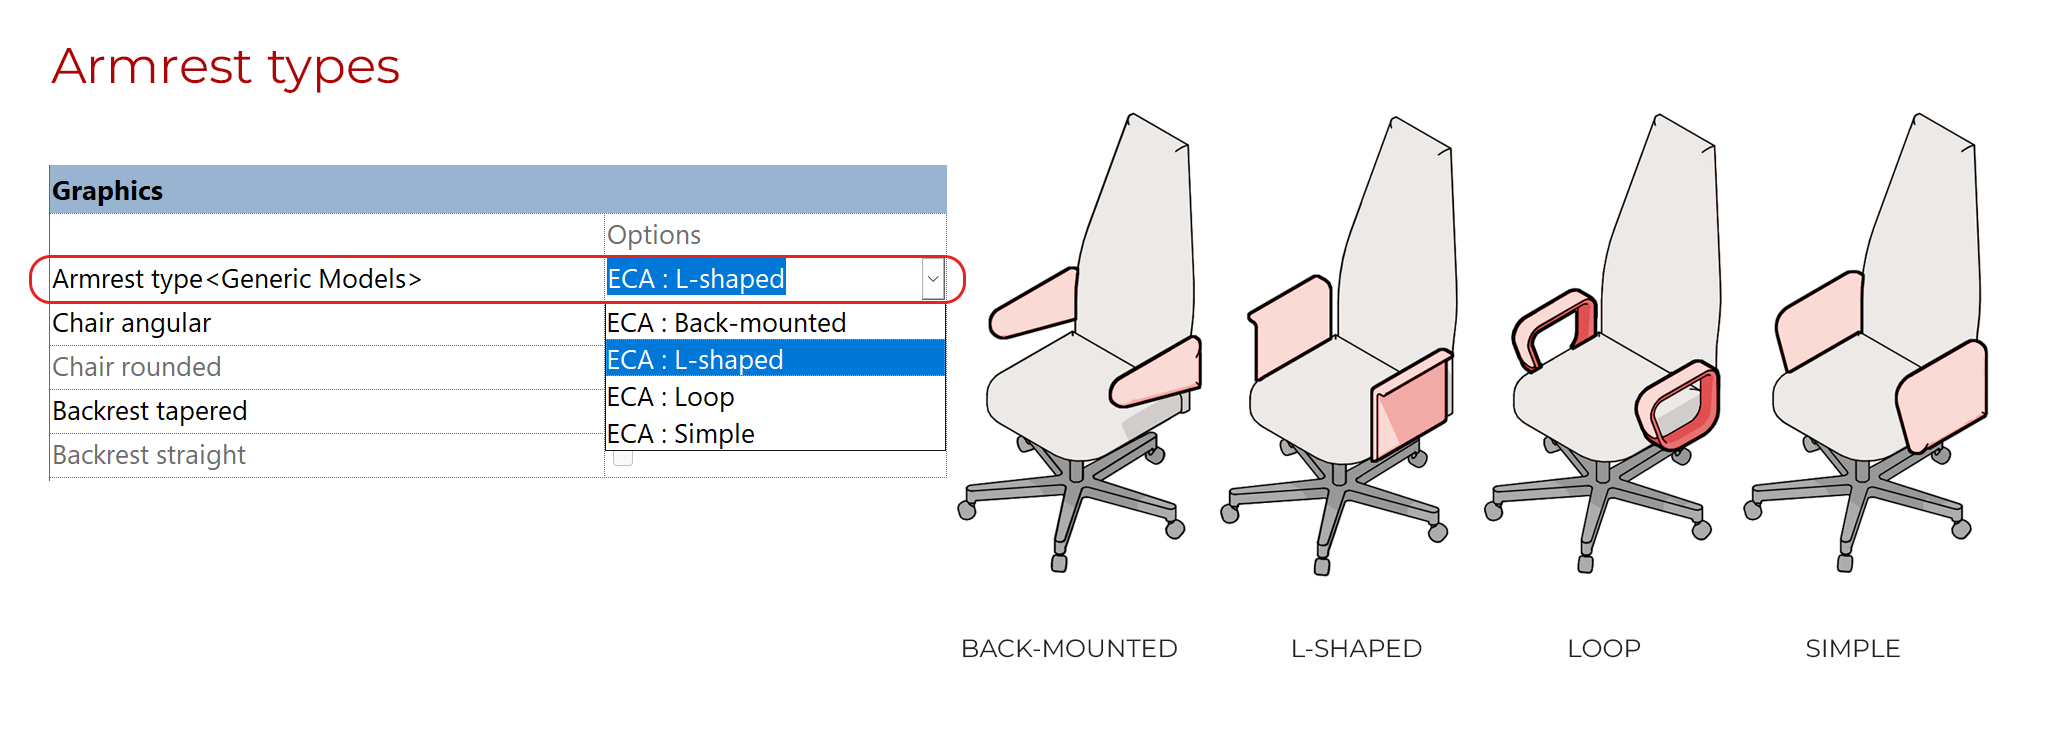 Armrest types
Graphics
Options
Armrest type<Generic Models>
ECA : L-shaped
Chair angular
ECA : Back-mounted
ECA : L-shaped
Chair rounded
ECA : Loop
Backrest tapered
ECA : Simple
Backrest straight
BACK-MOUNTED
L-SHAPED
LOOP
SIMPLE